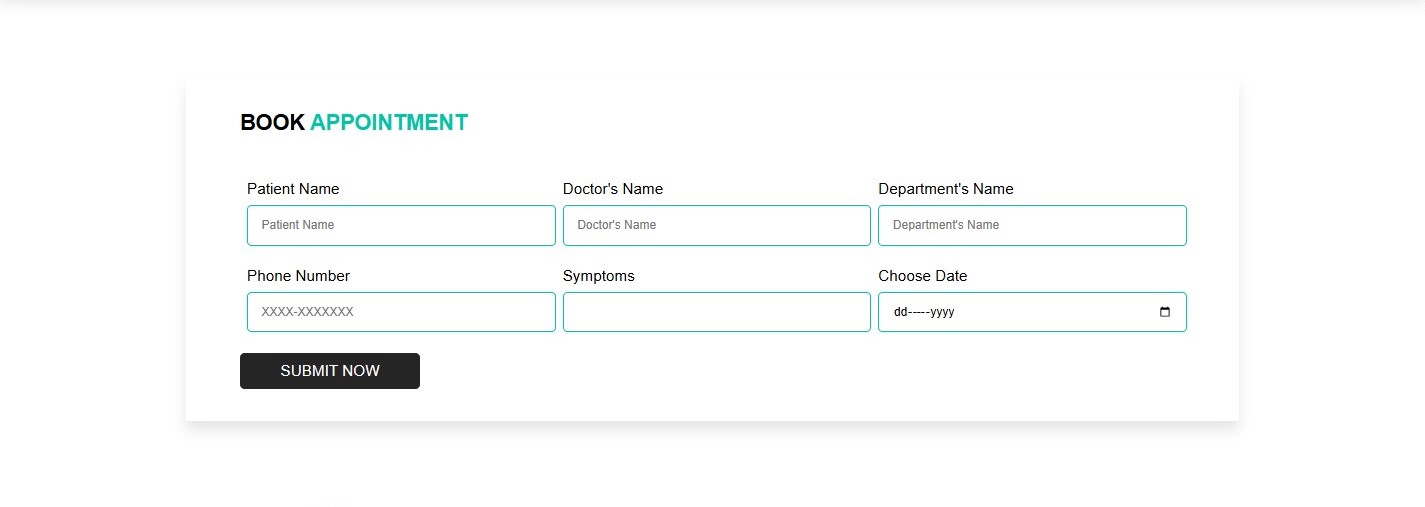 BOOK APPOINTMENT
Patient Name Doctor's Name Department's Name
Patient Name Doctor's Name Department's Name
Phone Number Symptoms Choose Date
XXXX-XXXXXXX dd-----yyyy
SUBMIT NOW